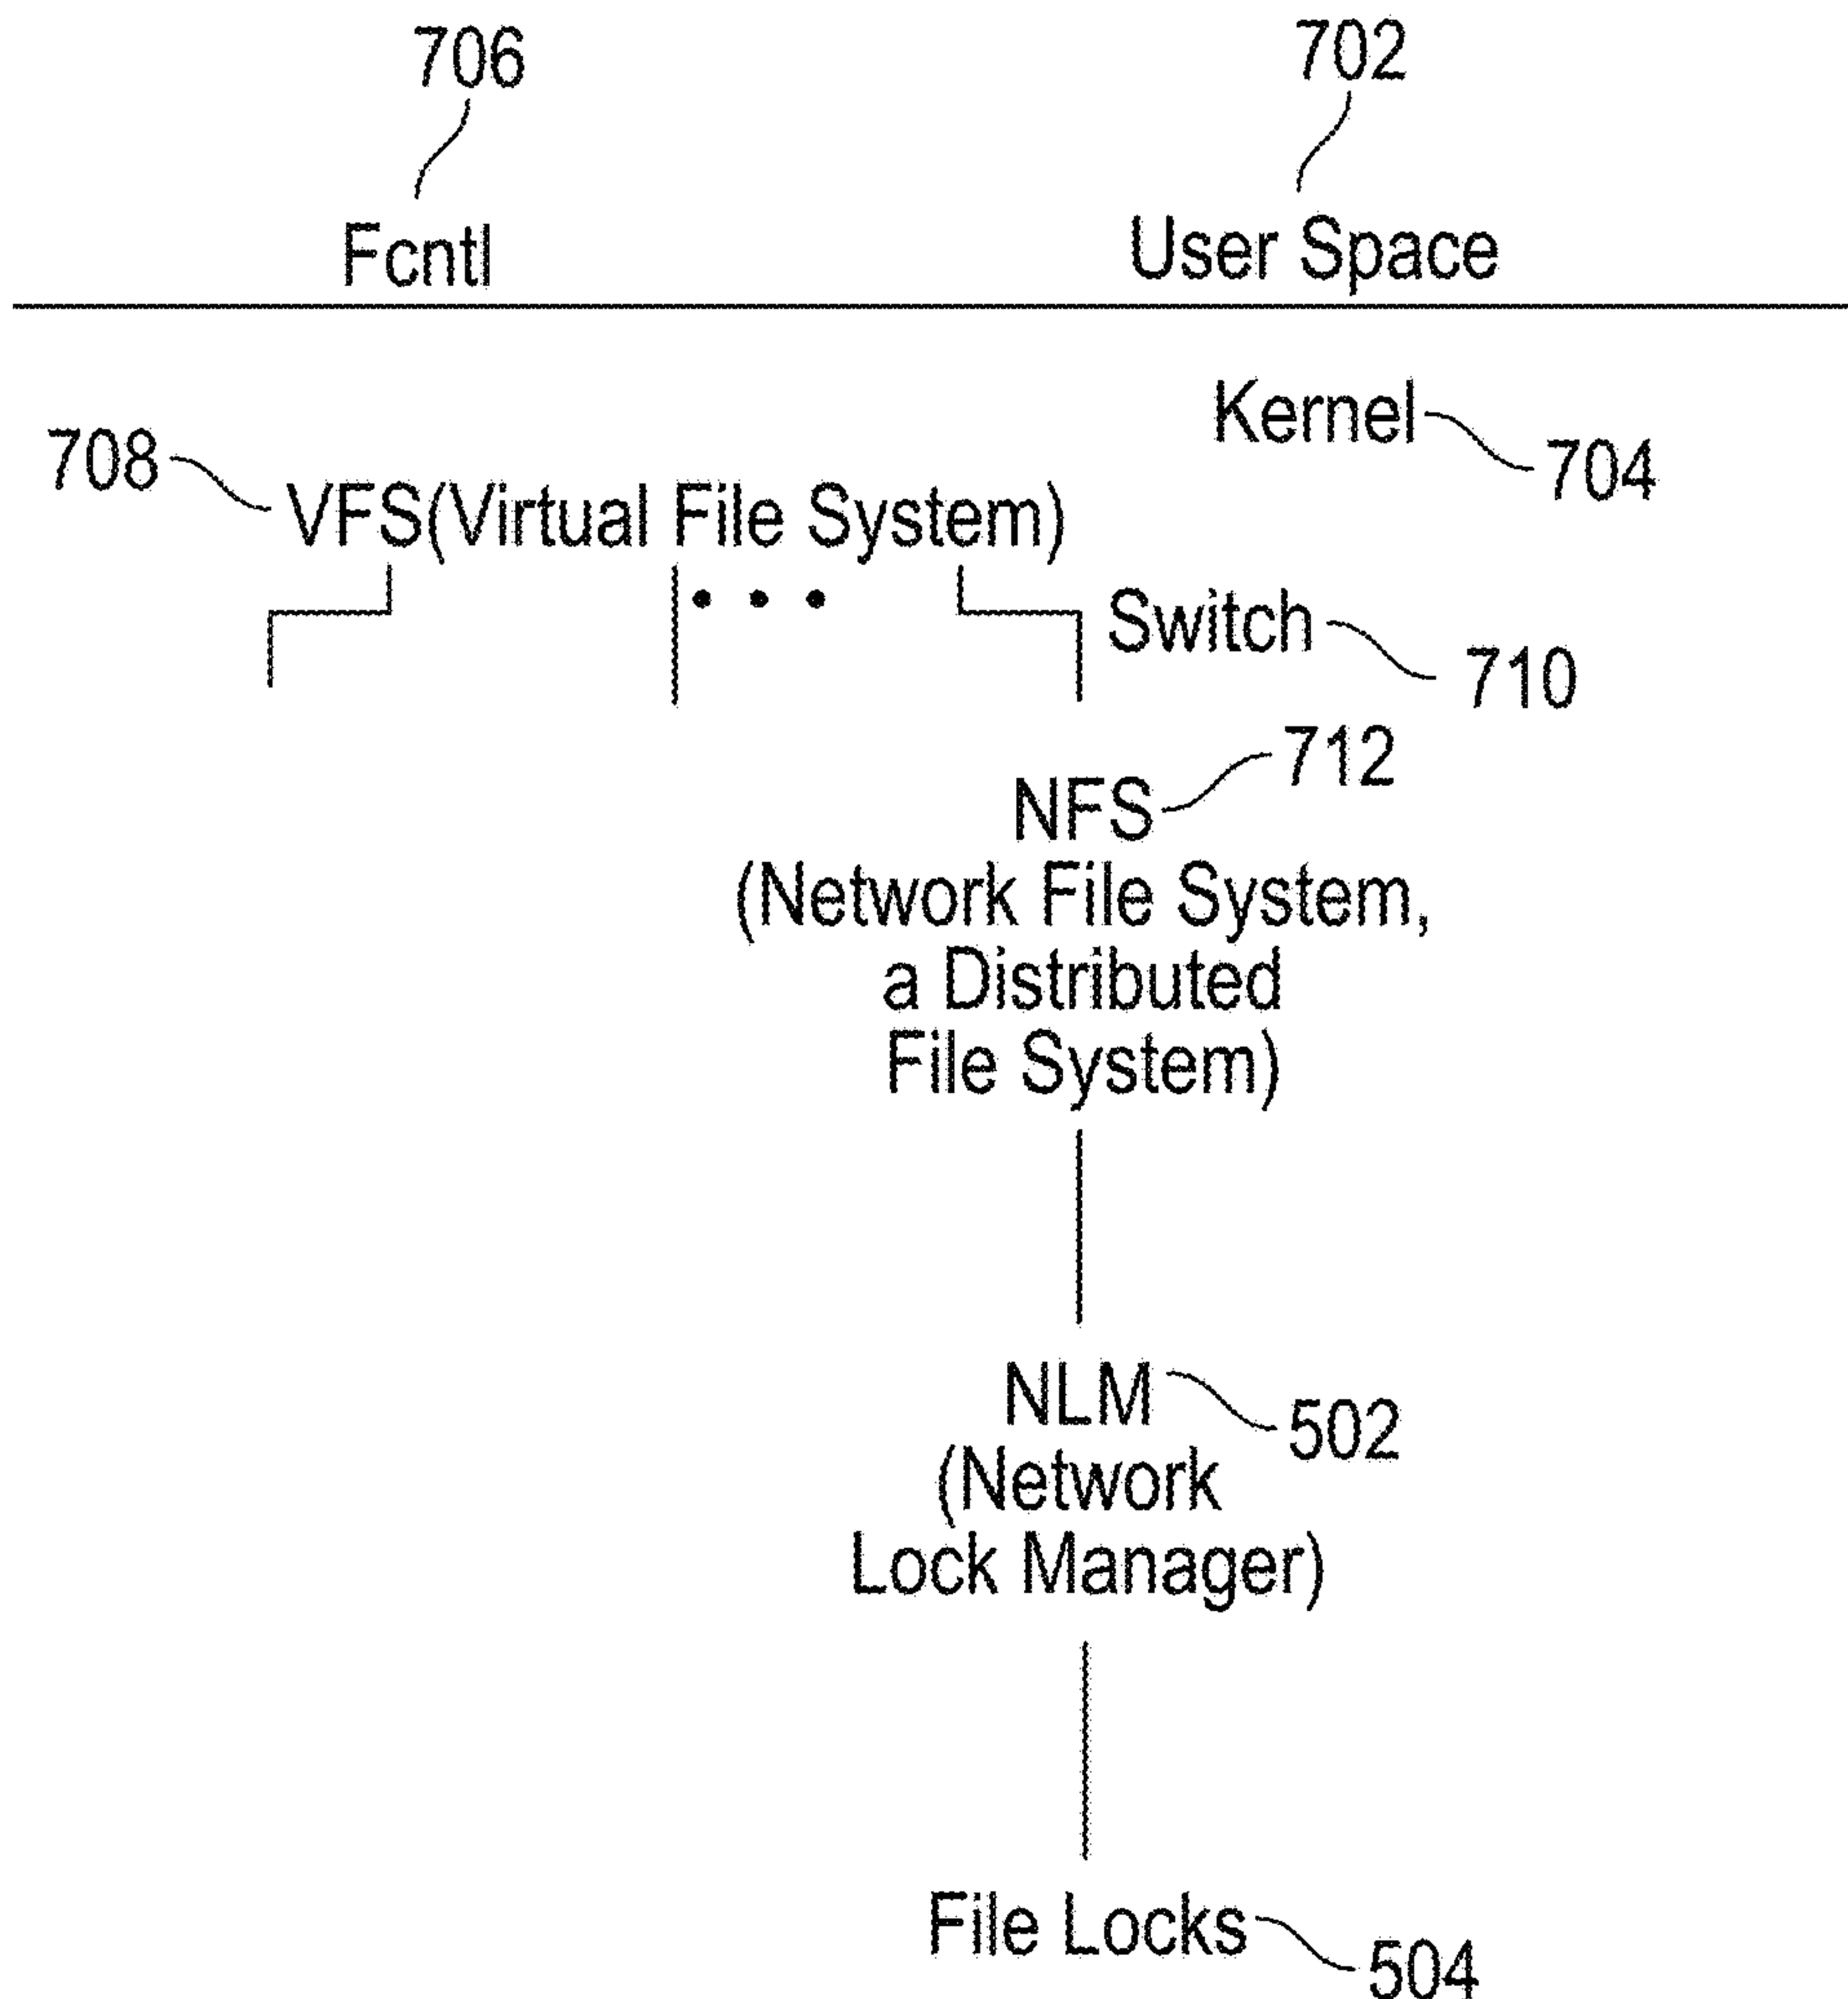 706
702
Fcntl
User Space
Kernel
704
708
VFS(Virtual File System)
Switch
710
712
NFS
(Network File System,
a Distributed
File System)
NLM
502
(Network
Lock Manager)
File Locks
504